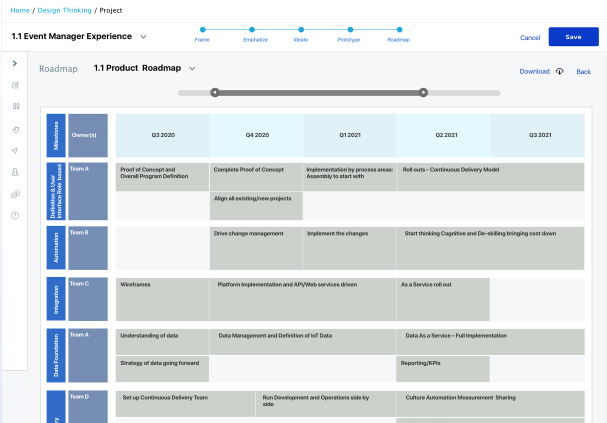 Home / Design Thinking / Project
1.1 Event Manager Experience
Frame
Emphatize
Ideate
Prototype
Roadmap
Cancel
Save
Roadmap
1.1 Product Roadmap
Download
Back
Milestones
Owner(s)
Q3 2020
Q4 2020
Q1 2021
Q2 2021
Q3 2021
Definition & User
Interface Role based
Team A
Proof of Concept and
Overall Program Definition
Complete Proof of Concept
Implementation by process areas:
Assembly to start with
Roll outs - Continuous Delivery Model
Align all existing/new projects
Automation
Team B
Drive change management
Implement the changes
Start thinking Cognitive and De-skilling bringing cost down
Integration
Team C
Wireframes
Platform Implementation and API/Web services driven
As a Service roll out
Data Foundation
Team A
Understanding of data
Data Management and Definition of IoT Data
Data As a Service – Full Implementation
Strategy of data going forward
Reporting/KPIs
Team D
Set up Continuous Delivery Team
Run Development and Operations side by
side
Culture Automation Measurement Sharing